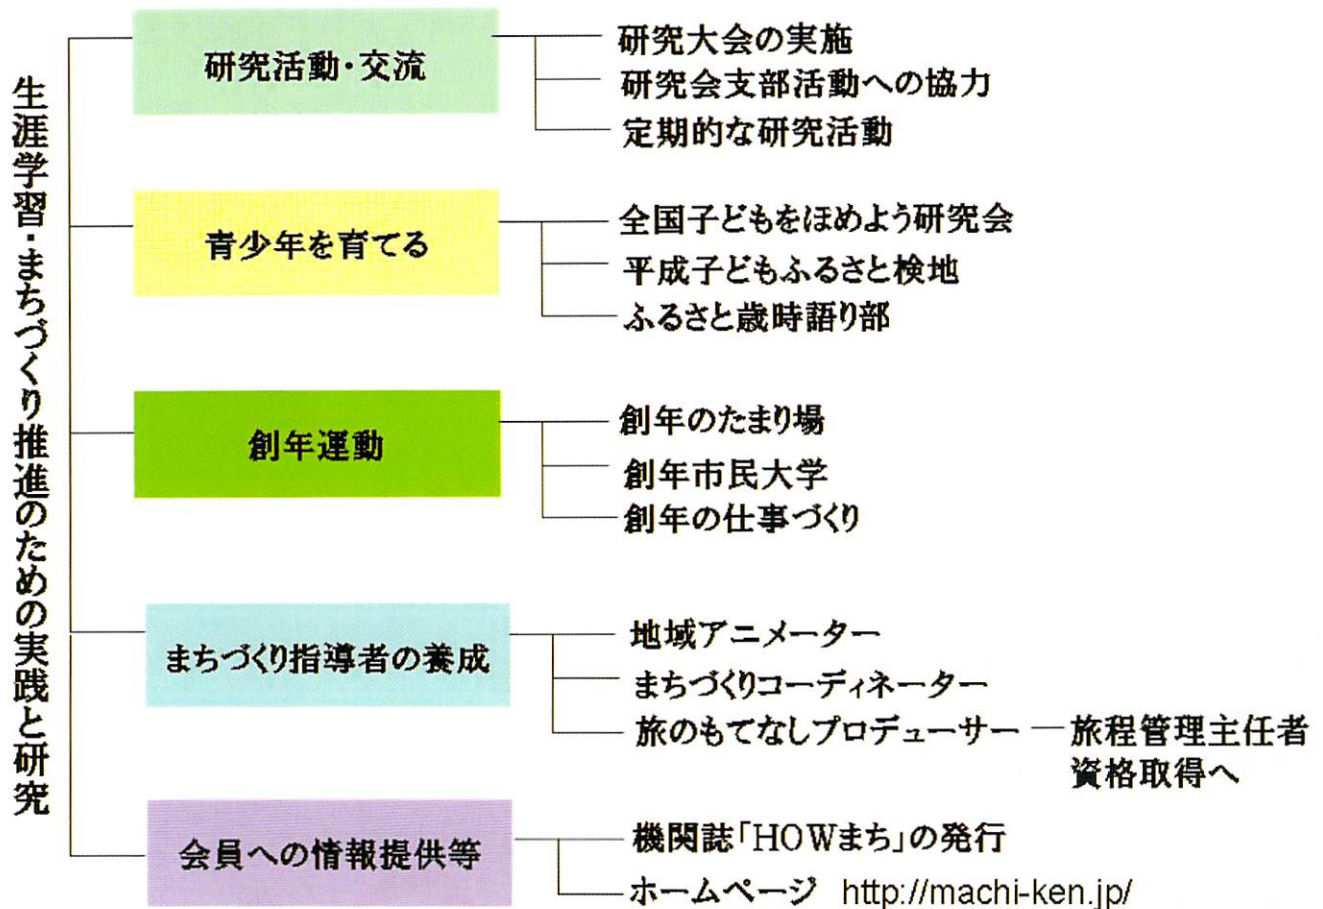 生涯学習・まちづくり推進のための実践と研究
研究活動・交流
研究大会の実施
研究会支部活動への協力
定期的な研究活動
青少年を育てる
全国子どもをほめよう研究会
平成子どもふるさと検地
ふるさと歳時語り部
創年運動
創年のたまり場
創年市民大学
創年の仕事づくり
まちづくり指導者の養成
地域アニメーター
まちづくりコーディネーター
旅のもてなしプロデューサー
旅程管理主任者
資格取得へ
会員への情報提供等
機関誌「HOWまち」の発行
ホームページ http://machi-ken.jp/